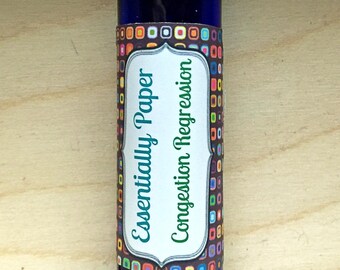 Essentially Paper
Congestion Regression